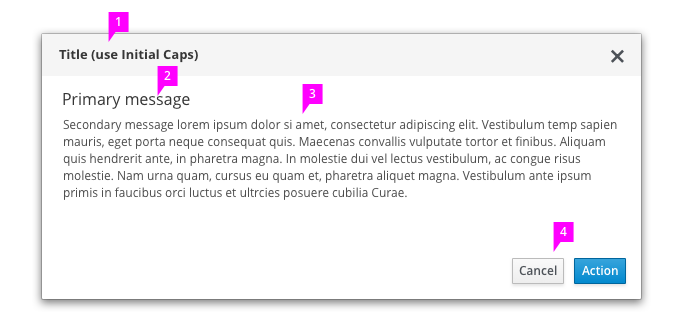 1
Title (use Initial Caps)
2
Primary message
3
Secondary message lorem ipsum dolor si amet, consectetur adipiscing elit. Vestibulum temp sapien
mauris, eget porta neque consequat quis. Maecenas convallis vulputate tortor et finibus. Aliquam
quis hendrerit ante, in pharetra magna. In molestie dui vel lectus vestibulum, ac congue risus
molestie. Nam urna quam, cursus eu quam et, pharetra aliquet magna. Vestibulum ante ipsum
primis in faucibus orci luctus et ultrcies posuere cubilia Curae.
4
Cancel Action